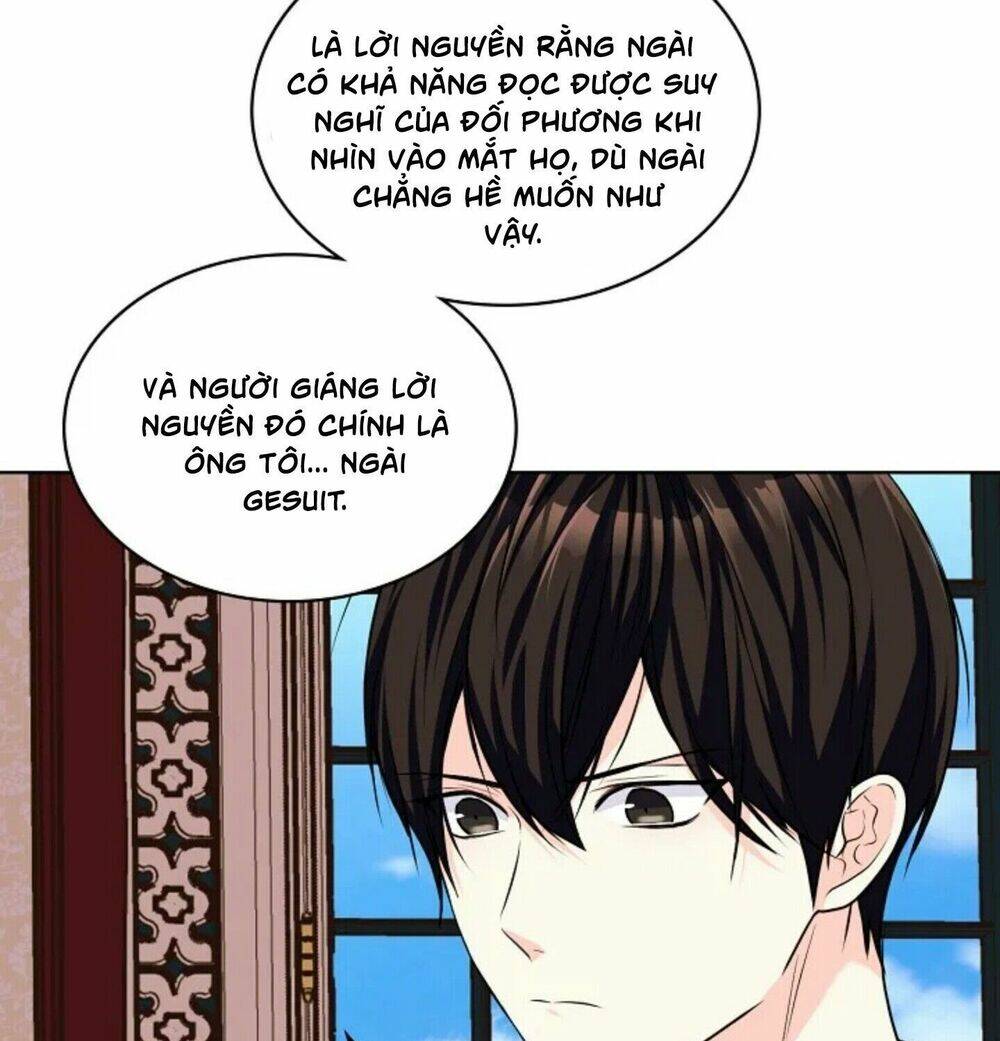 LÀ LỜI NGUYỀN RẰNG NGÀI
CÓ KHẢ NĂNG ĐỌC ĐƯỢC SUY
NGHĨ CỦA ĐỐI PHƯƠNG KHI
NHÌN VÀO MẮT HỌ, DÙ NGÀI
CHẲNG HỀ MUỐN NHƯ
VẬY.
VÀ NGƯỜI GIÁNG LỜI
NGUYỀN ĐÓ CHÍNH LÀ
ÔNG TÔI... NGÀI
GESUIT.